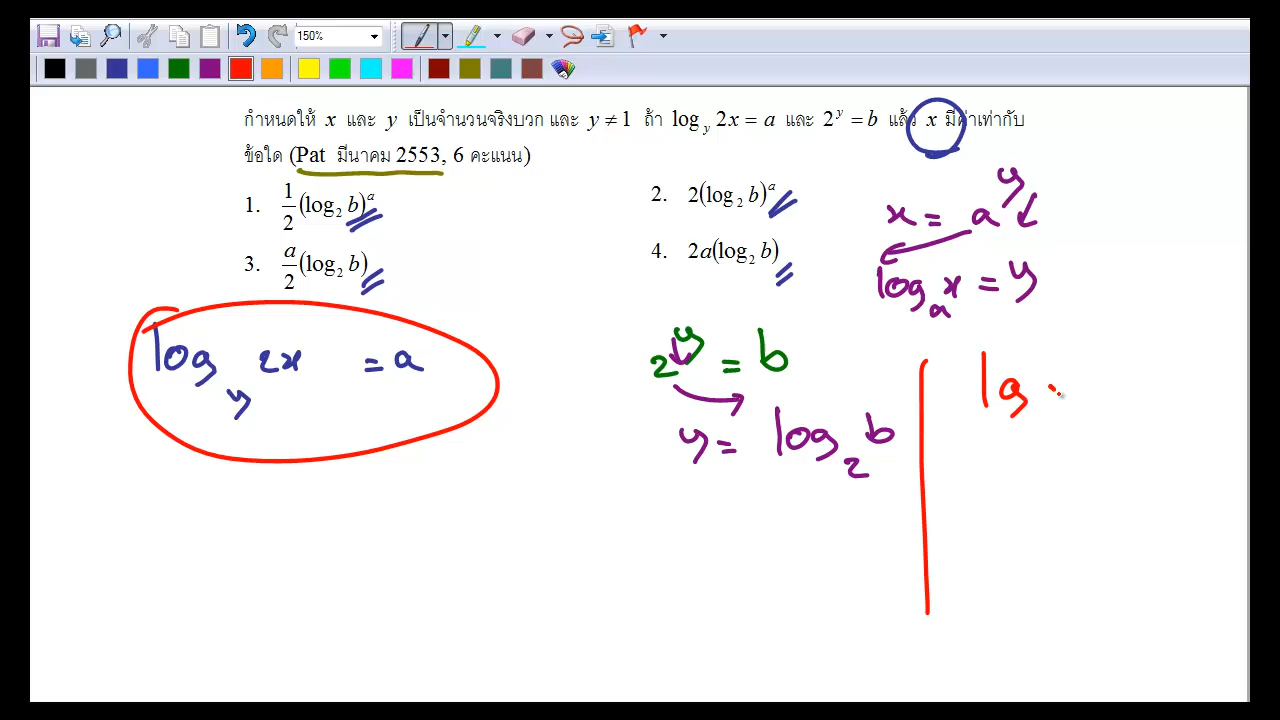 150%
กำหนดให้ x และ y เป็นจำนวนจริงบวก และ y ≠ 1 ถ้า log_y 2x = a และ 2^y = b แล้ว x มีค่าเท่ากับ
ข้อใด (Pat มีนาคม 2553, 6 คะแนน)
1. 1/2 (log_2 b)^a
2. 2(log_2 b)^a
3. a/2 (log_2 b)
4. 2a(log_2 b)
x = a^y
log_a x = y
log_y 2x = a
2^y = b
y = log_2 b